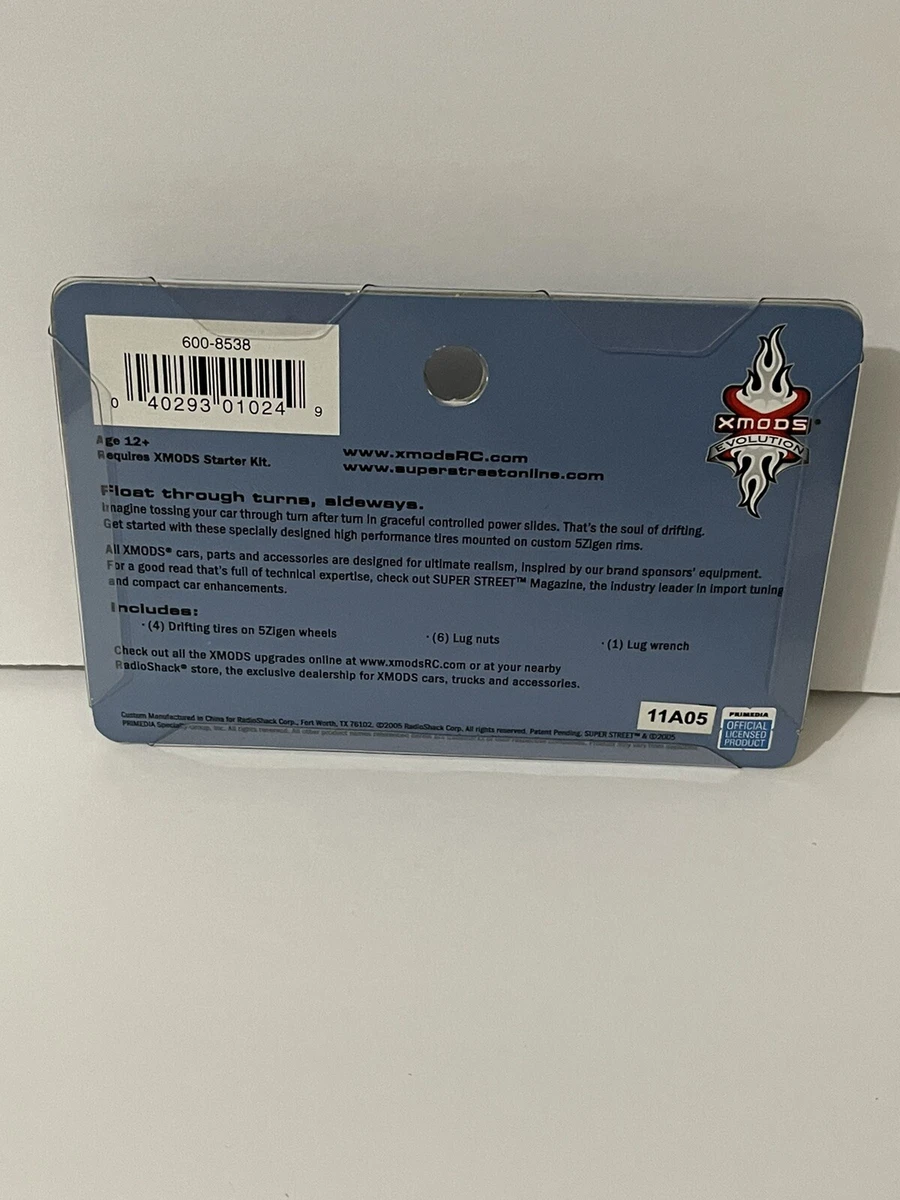 600-8538
0 40293 01024 9
XMODS®
EVOLUTION
Age 12+
Requires XMODS Starter Kit.
www.xmodsRC.com
www.superstreetonline.com
Float through turns, sideways.
Imagine tossing your car through turn after turn in graceful controlled power slides. That's the soul of drifting.
Get started with these specially designed high performance tires mounted on custom 5Zigen rims.
All XMODS® cars, parts and accessories are designed for ultimate realism, inspired by our brand sponsors' equipment.
For a good read that's full of technical expertise, check out SUPER STREET™ Magazine, the industry leader in import tuning
and compact car enhancements.
Includes:
· (4) Drifting tires on 5Zigen wheels
· (6) Lug nuts
· (1) Lug wrench
Check out all the XMODS upgrades online at www.xmodsRC.com or at your nearby
RadioShack® store, the exclusive dealership for XMODS cars, trucks and accessories.
Custom Manufactured in China for RadioShack Corp., Fort Worth, TX 76102. ©2005 RadioShack Corp. All rights reserved. Patent Pending. SUPER STREET™ & ©2005
PRIMEDIA Specialty Group, Inc. All rights reserved.
11A05
PRIMEDIA
OFFICIAL
LICENSED
PRODUCT